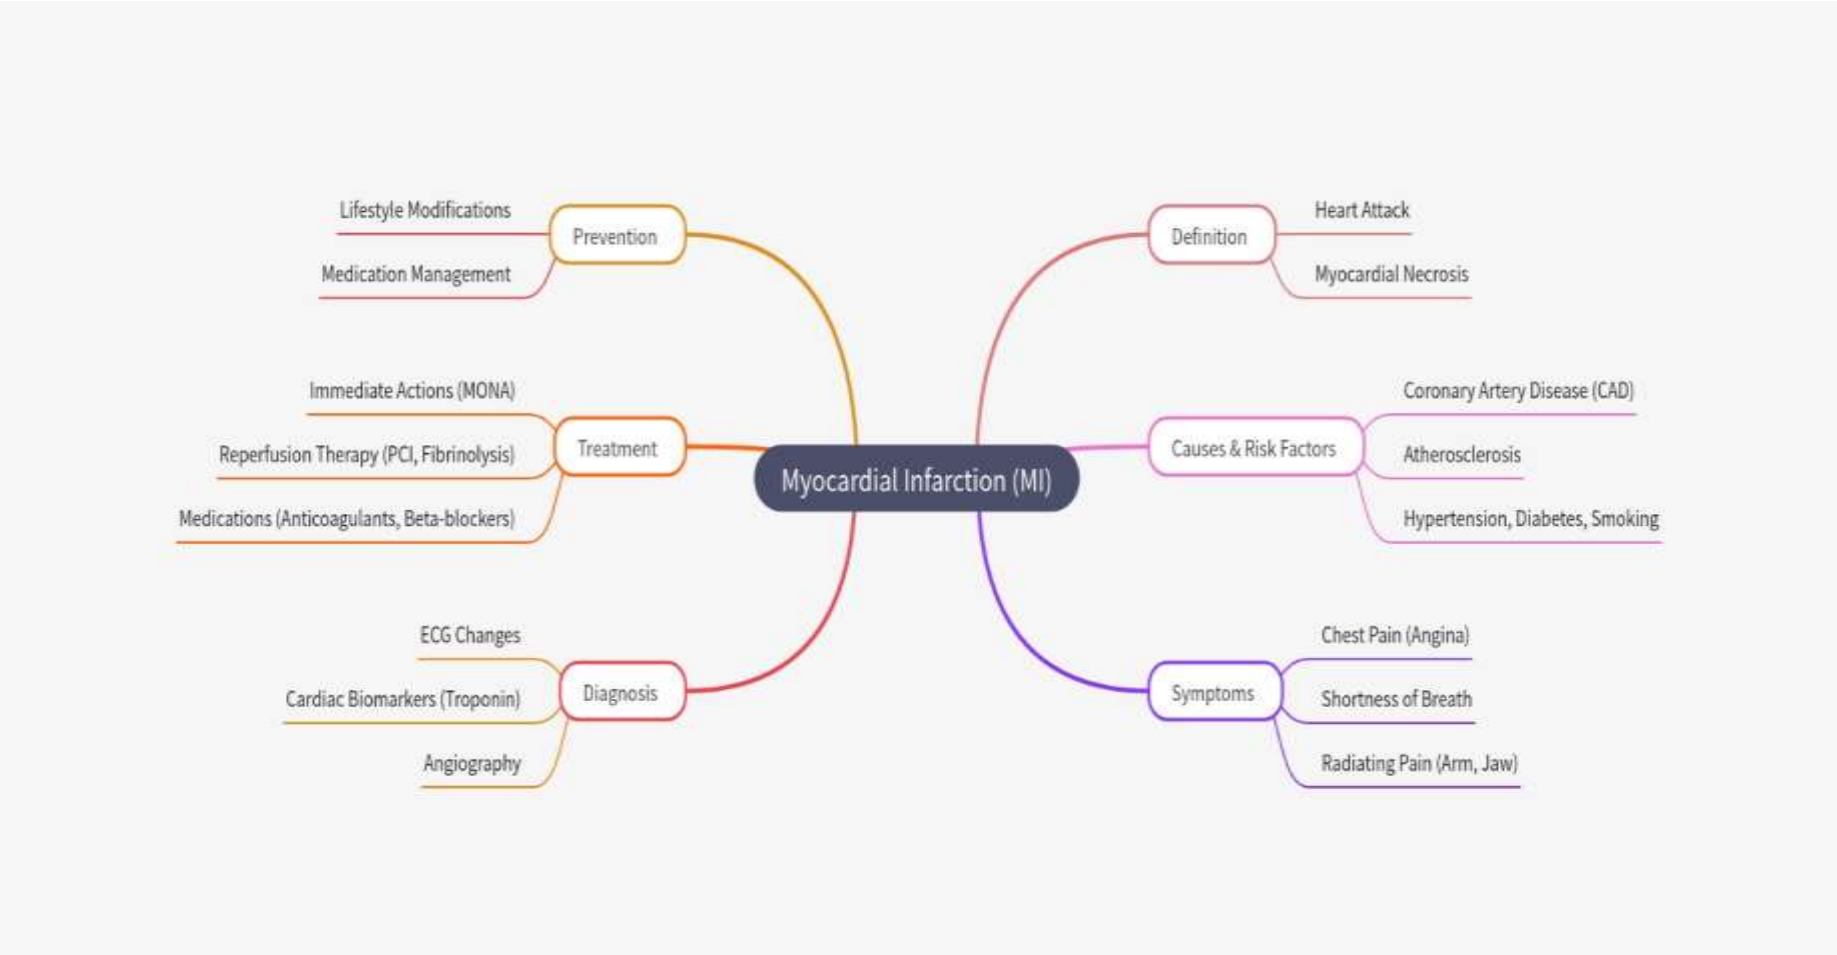 Myocardial Infarction (MI)
Prevention
Lifestyle Modifications
Medication Management
Treatment
Immediate Actions (MONA)
Reperfusion Therapy (PCI, Fibrinolysis)
Medications (Anticoagulants, Beta-blockers)
Diagnosis
ECG Changes
Cardiac Biomarkers (Troponin)
Angiography
Definition
Heart Attack
Myocardial Necrosis
Causes & Risk Factors
Coronary Artery Disease (CAD)
Atherosclerosis
Hypertension, Diabetes, Smoking
Symptoms
Chest Pain (Angina)
Shortness of Breath
Radiating Pain (Arm, Jaw)